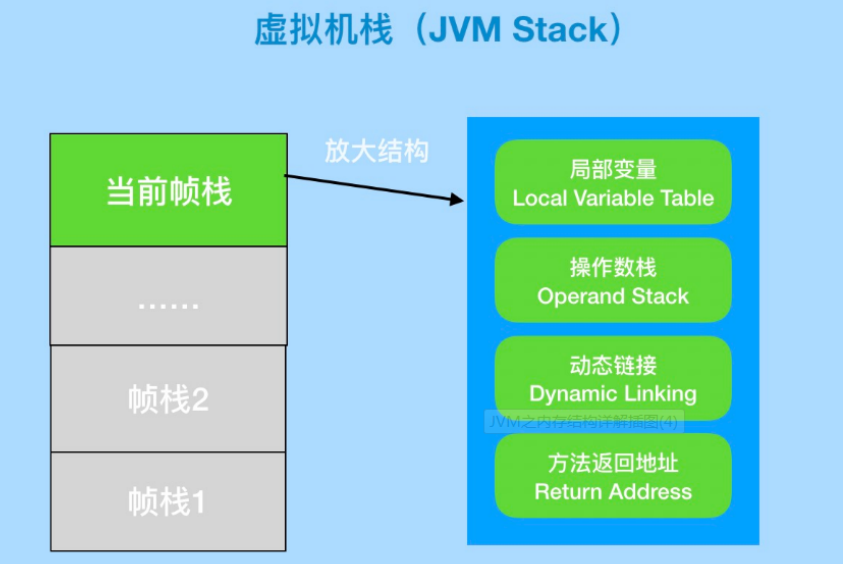 虚拟机栈（JVM Stack）
放大结构
当前帧栈
......
帧栈2
帧栈1
局部变量
Local Variable Table
操作数栈
Operand Stack
动态链接
Dynamic Linking
JVM之内存结构详解插图(4)
方法返回地址
Return Address